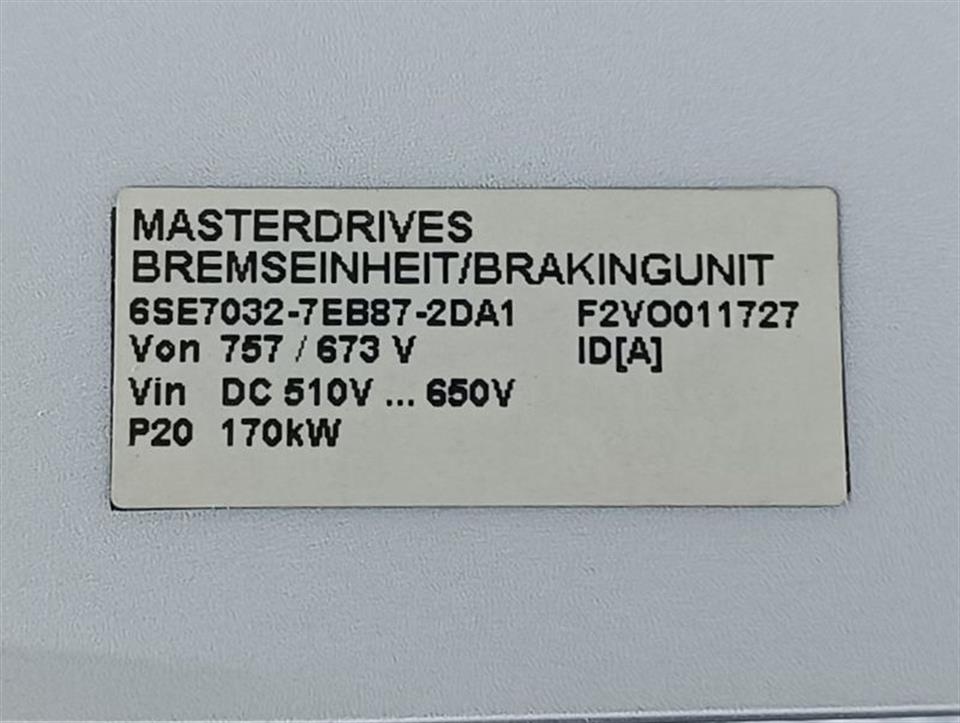 MASTERDRIVES
BREMSEINHEIT/BRAKINGUNIT
6SE7032-7EB87-2DA1 F2VO011727
Von 757 / 673 V ID[A]
Vin DC 510V ... 650V
P20 170kW